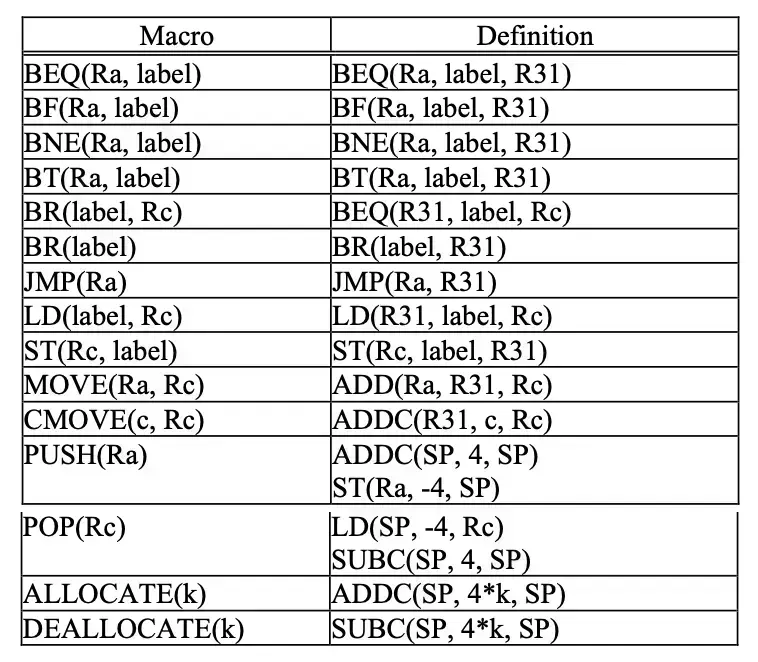 Macro Definition
BEQ(Ra, label) BEQ(Ra, label, R31)
BF(Ra, label) BF(Ra, label, R31)
BNE(Ra, label) BNE(Ra, label, R31)
BT(Ra, label) BT(Ra, label, R31)
BR(label, Rc) BEQ(R31, label, Rc)
BR(label) BR(label, R31)
JMP(Ra) JMP(Ra, R31)
LD(label, Rc) LD(R31, label, Rc)
ST(Rc, label) ST(Rc, label, R31)
MOVE(Ra, Rc) ADD(Ra, R31, Rc)
CMOVE(c, Rc) ADDC(R31, c, Rc)
PUSH(Ra) ADDC(SP, 4, SP)
ST(Ra, -4, SP)
POP(Rc) LD(SP, -4, Rc)
SUBC(SP, 4, SP)
ALLOCATE(k) ADDC(SP, 4*k, SP)
DEALLOCATE(k) SUBC(SP, 4*k, SP)